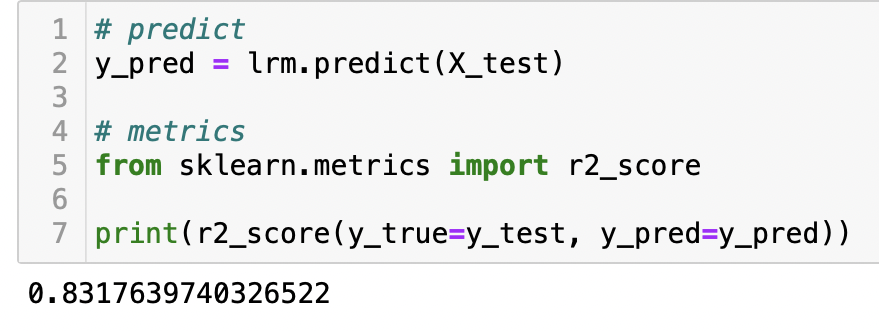 1 # predict
2 y_pred = lrm.predict(X_test)
3
4 # metrics
5 from sklearn.metrics import r2_score
6
7 print(r2_score(y_true=y_test, y_pred=y_pred))
0.8317639740326522